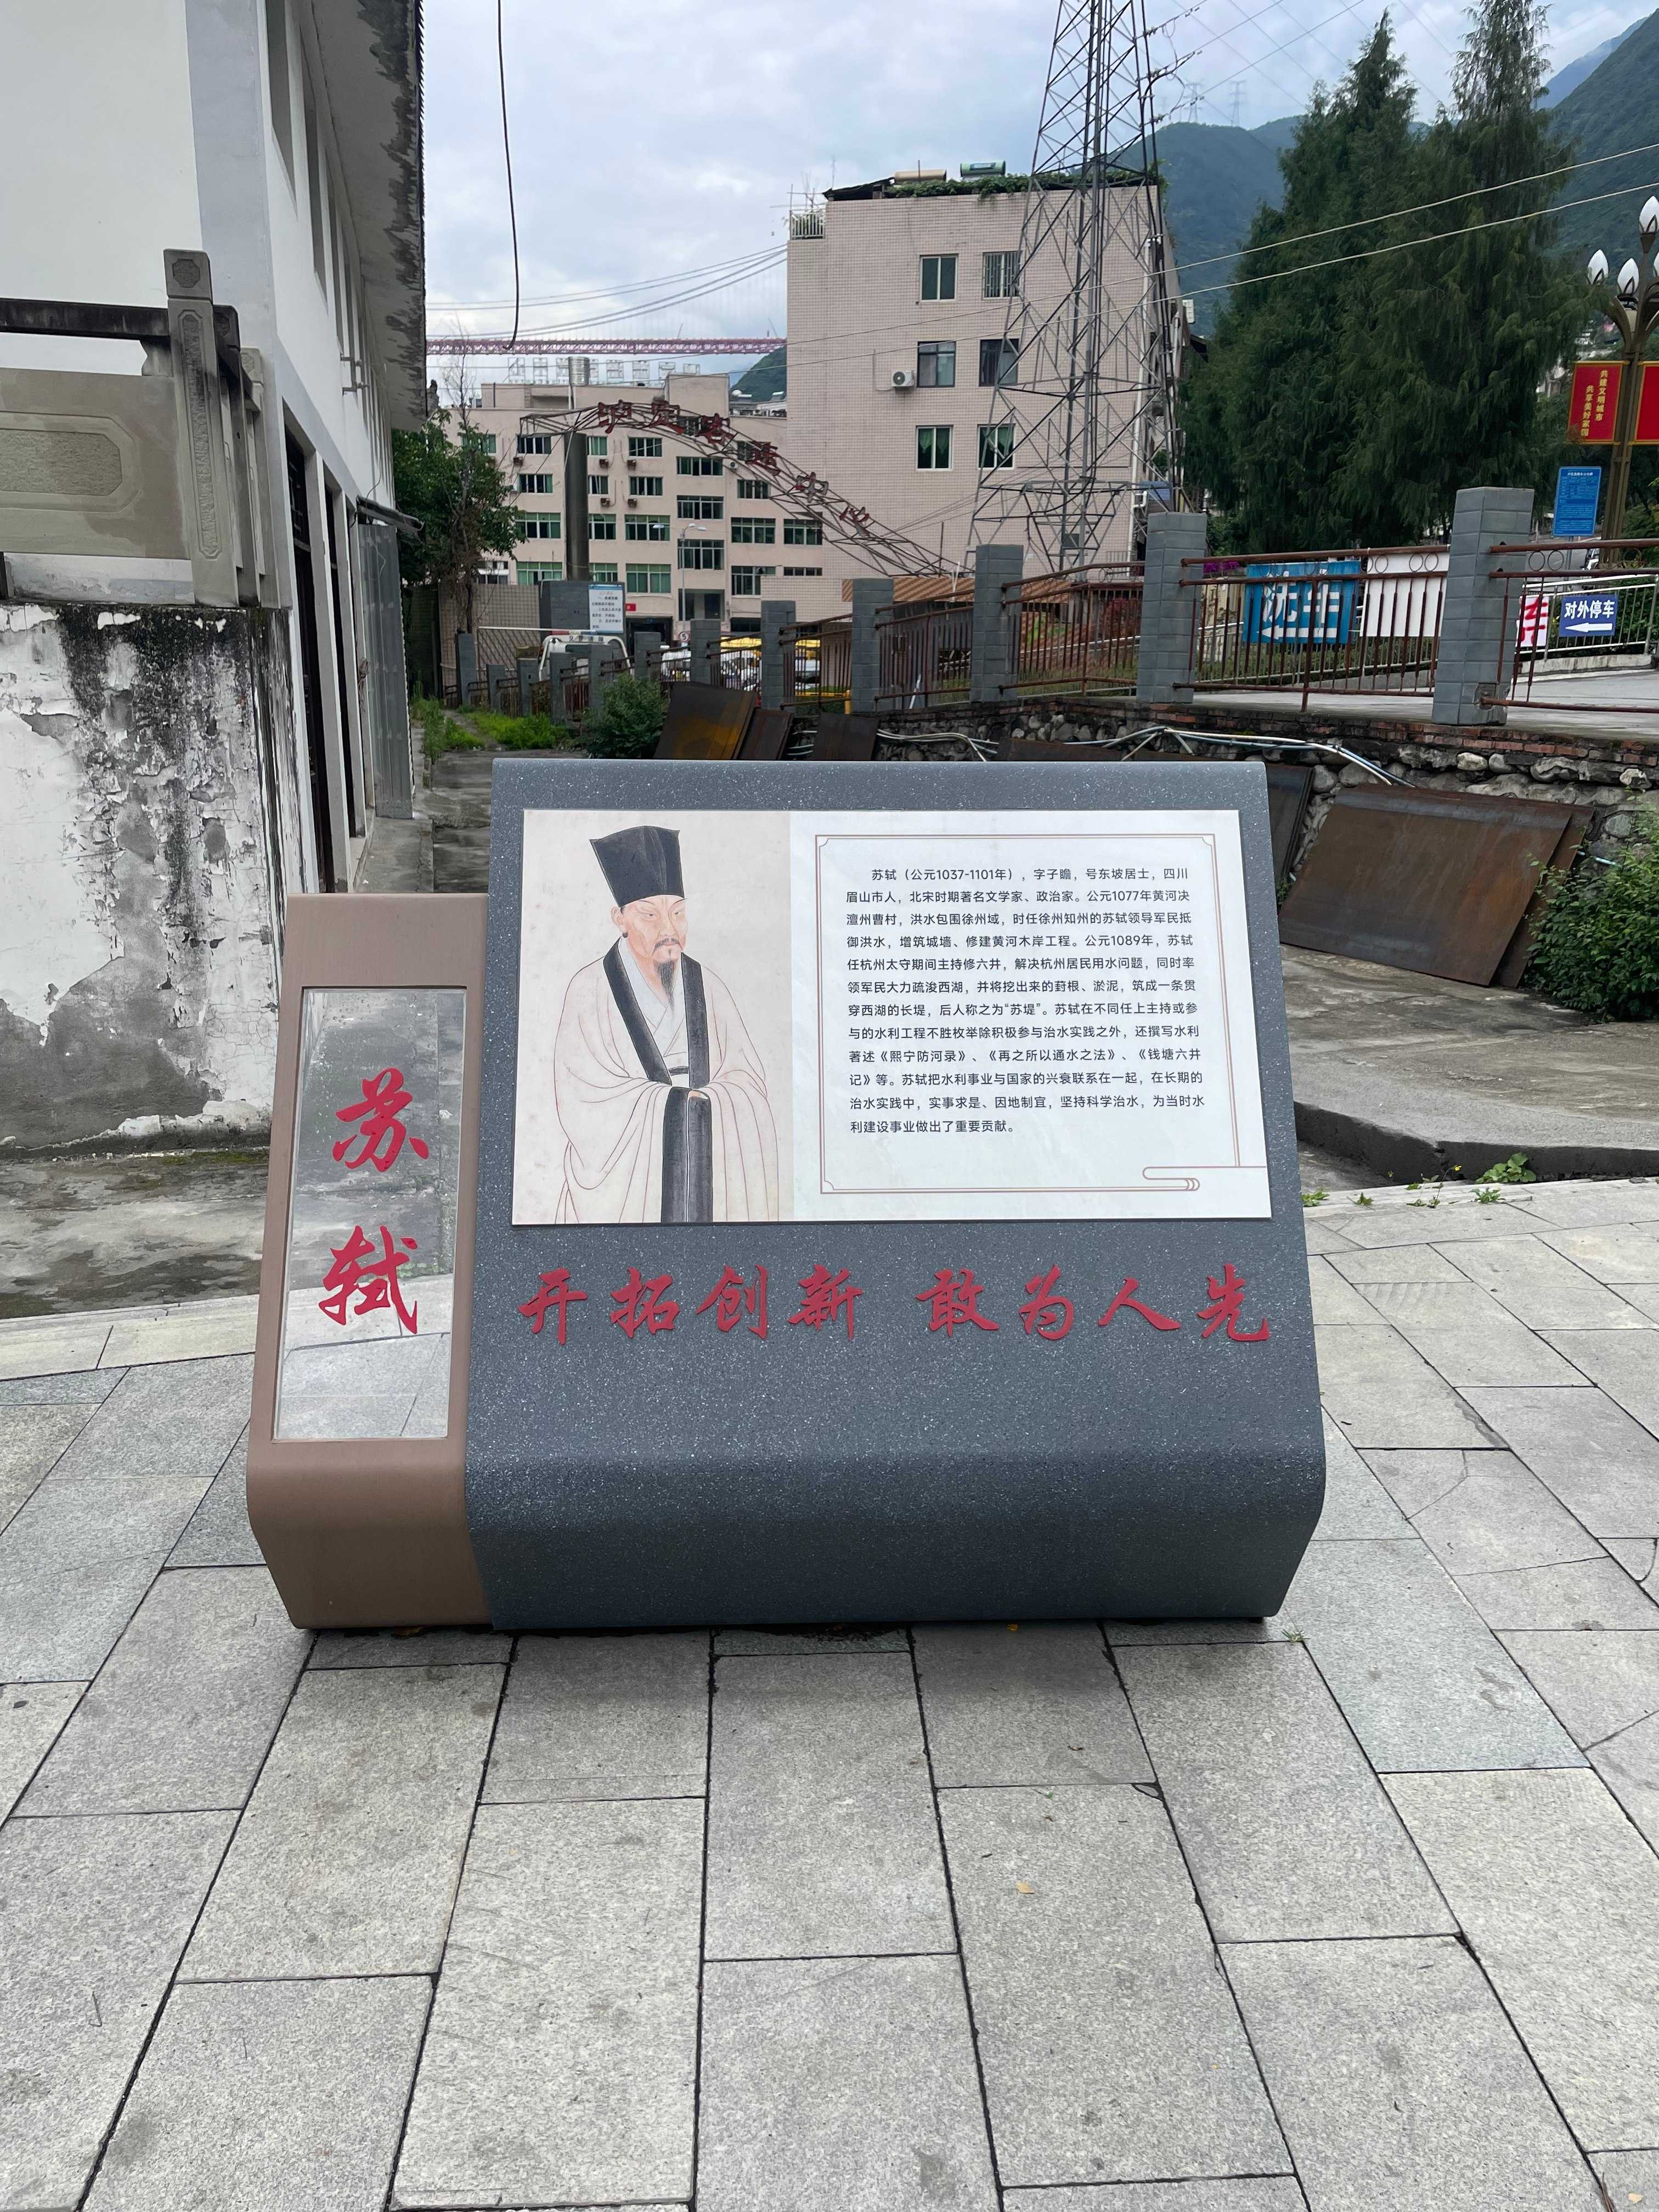 共建文明城市
共享美好家园
洗车
对外停车
苏轼
苏轼（公元1037-1101年），字子瞻，号东坡居士，四川
眉山市人，北宋时期著名文学家、政治家。公元1077年黄河决
澶州曹村，洪水包围徐州域，时任徐州知州的苏轼领导军民抵
御洪水，增筑城墙、修建黄河木岸工程。公元1089年，苏轼
任杭州太守期间主持修六井，解决杭州居民用水问题，同时率
领军民大力疏浚西湖，并将挖出来的葑根、淤泥，筑成一条贯
穿西湖的长堤，后人称之为“苏堤”。苏轼在不同任上主持或参
与的水利工程不胜枚举除积极参与治水实践之外，还撰写水利
著述《熙宁防河录》、《再之所以通水之法》、《钱塘六井
记》等。苏轼把水利事业与国家的兴衰联系在一起，在长期的
治水实践中，实事求是、因地制宜，坚持科学治水，为当时水
利建设事业做出了重要贡献。
开拓创新 敢为人先